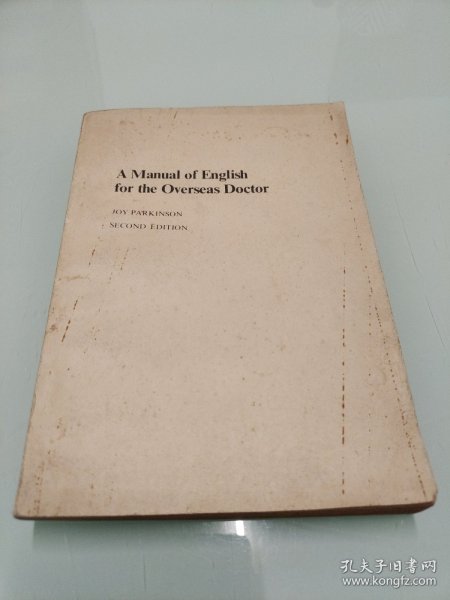 A Manual of English
for the Overseas Doctor
JOY PARKINSON
SECOND EDITION
孔夫子旧书网
www.kongfz.com